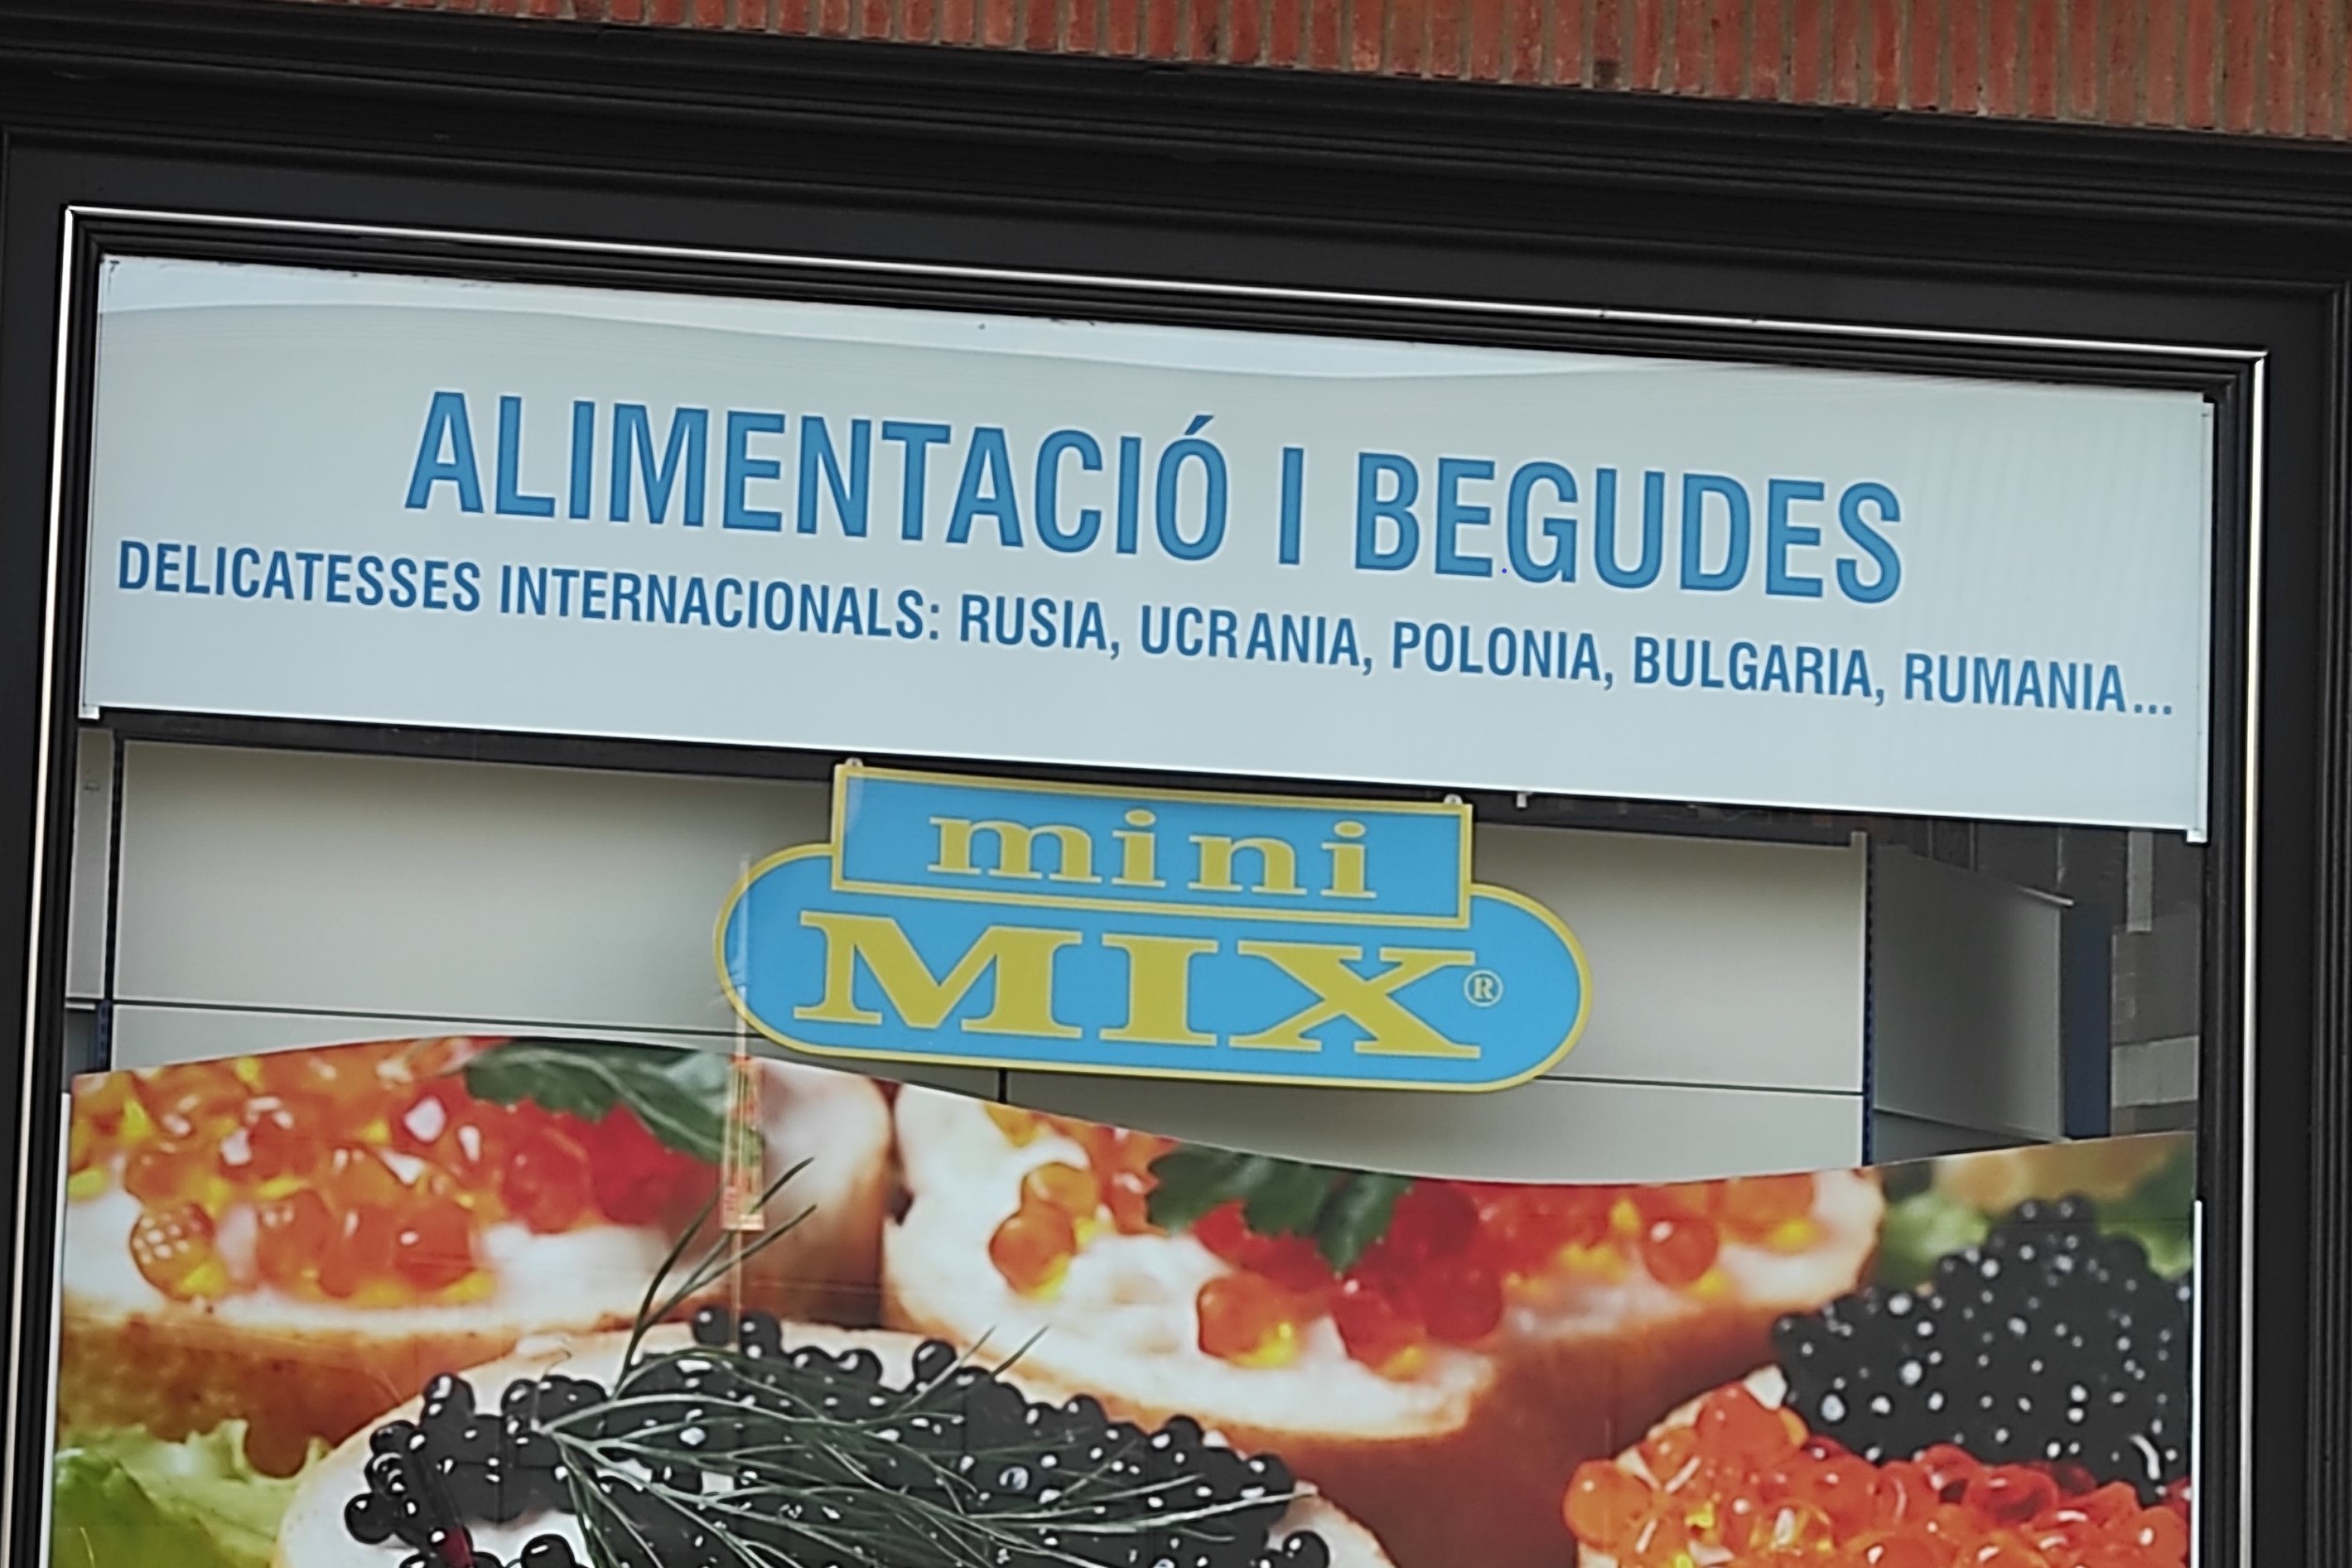 ALIMENTACIÓ I BEGUDES
DELICATESSES INTERNACIONALS: RUSIA, UCRANIA, POLONIA, BULGARIA, RUMANIA...
mini
MIX®